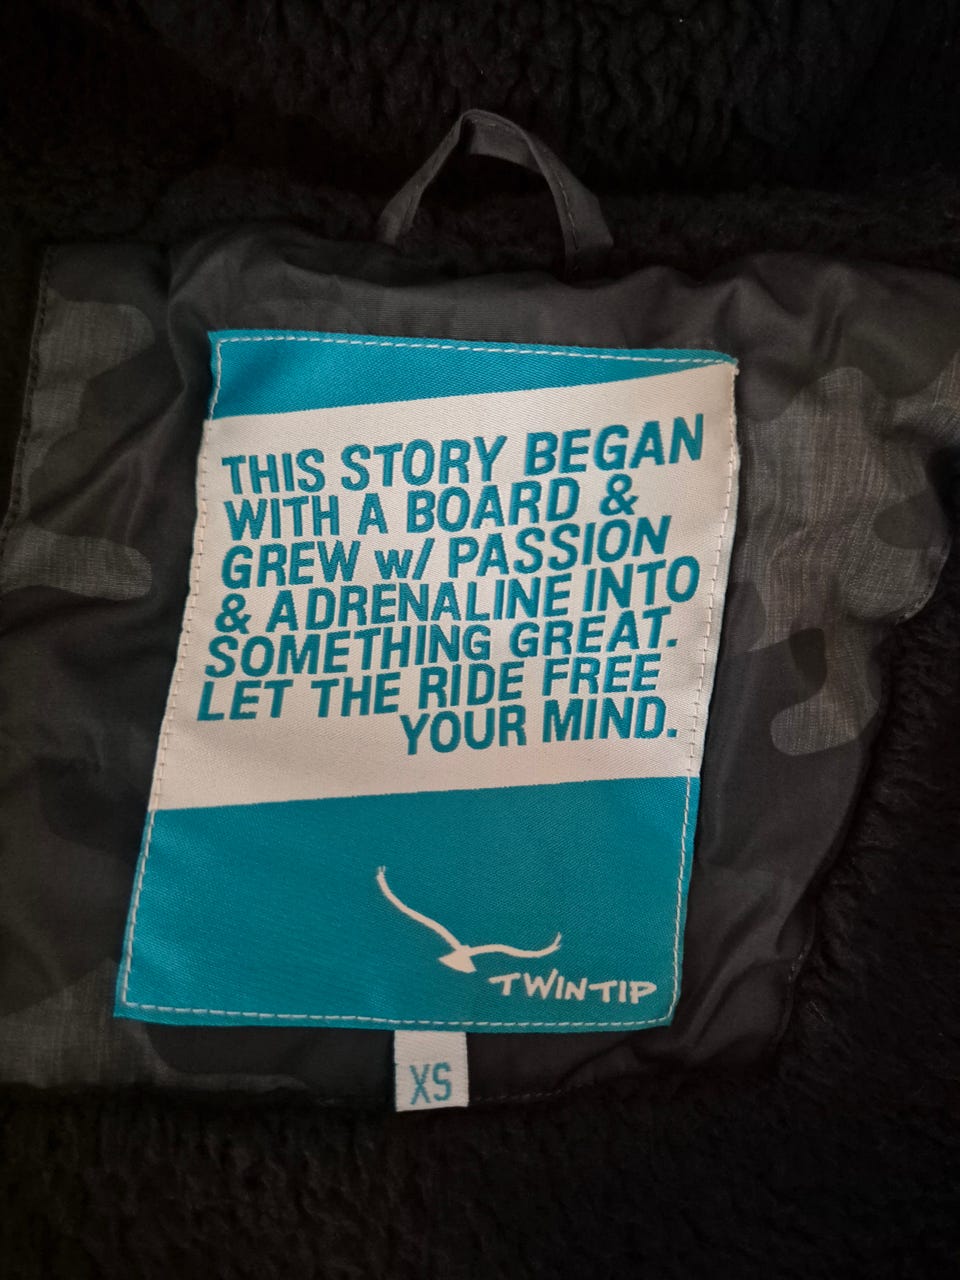 THIS STORY BEGAN
WITH A BOARD &
GREW w/ PASSION
& ADRENALINE INTO
SOMETHING GREAT.
LET THE RIDE FREE
YOUR MIND.
TWINTIP
XS